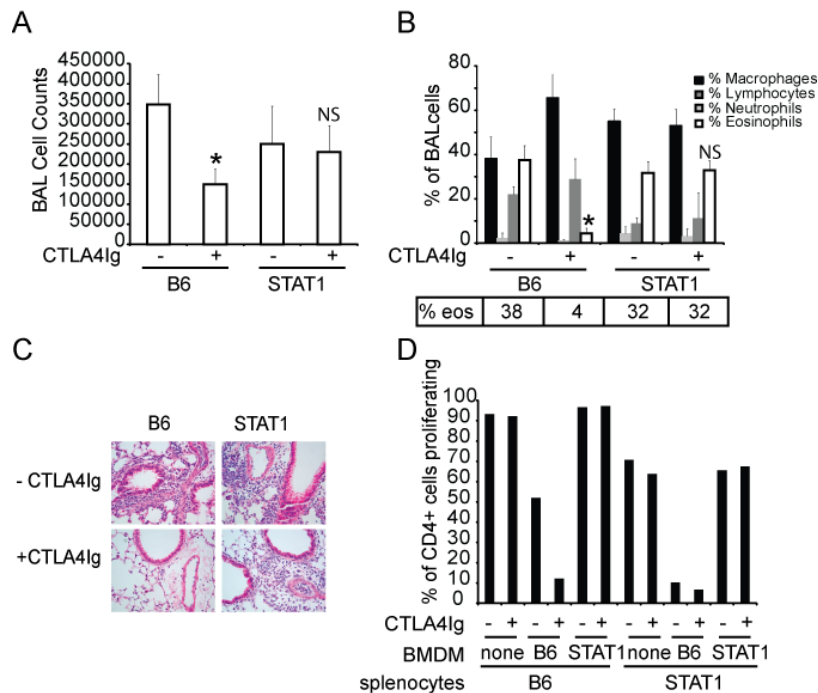 A
450000
400000
350000
300000
250000
200000
150000
100000
50000
0
BAL Cell Counts
*
NS
CTLA4Ig - + - +
B6 STAT1
B
80
60
40
20
0
% of BALcells
% Macrophages
% Lymphocytes
% Neutrophils
% Eosinophils
*
NS
CTLA4Ig - + - +
B6 STAT1
% eos 38 4 32 32
C
B6 STAT1
- CTLA4Ig
+CTLA4Ig
D
100
90
80
70
60
50
40
30
20
10
0
% of CD4+ cells proliferating
CTLA4Ig - + - + - + - + - + - +
BMDM none B6 STAT1 none B6 STAT1
splenocytes B6 STAT1